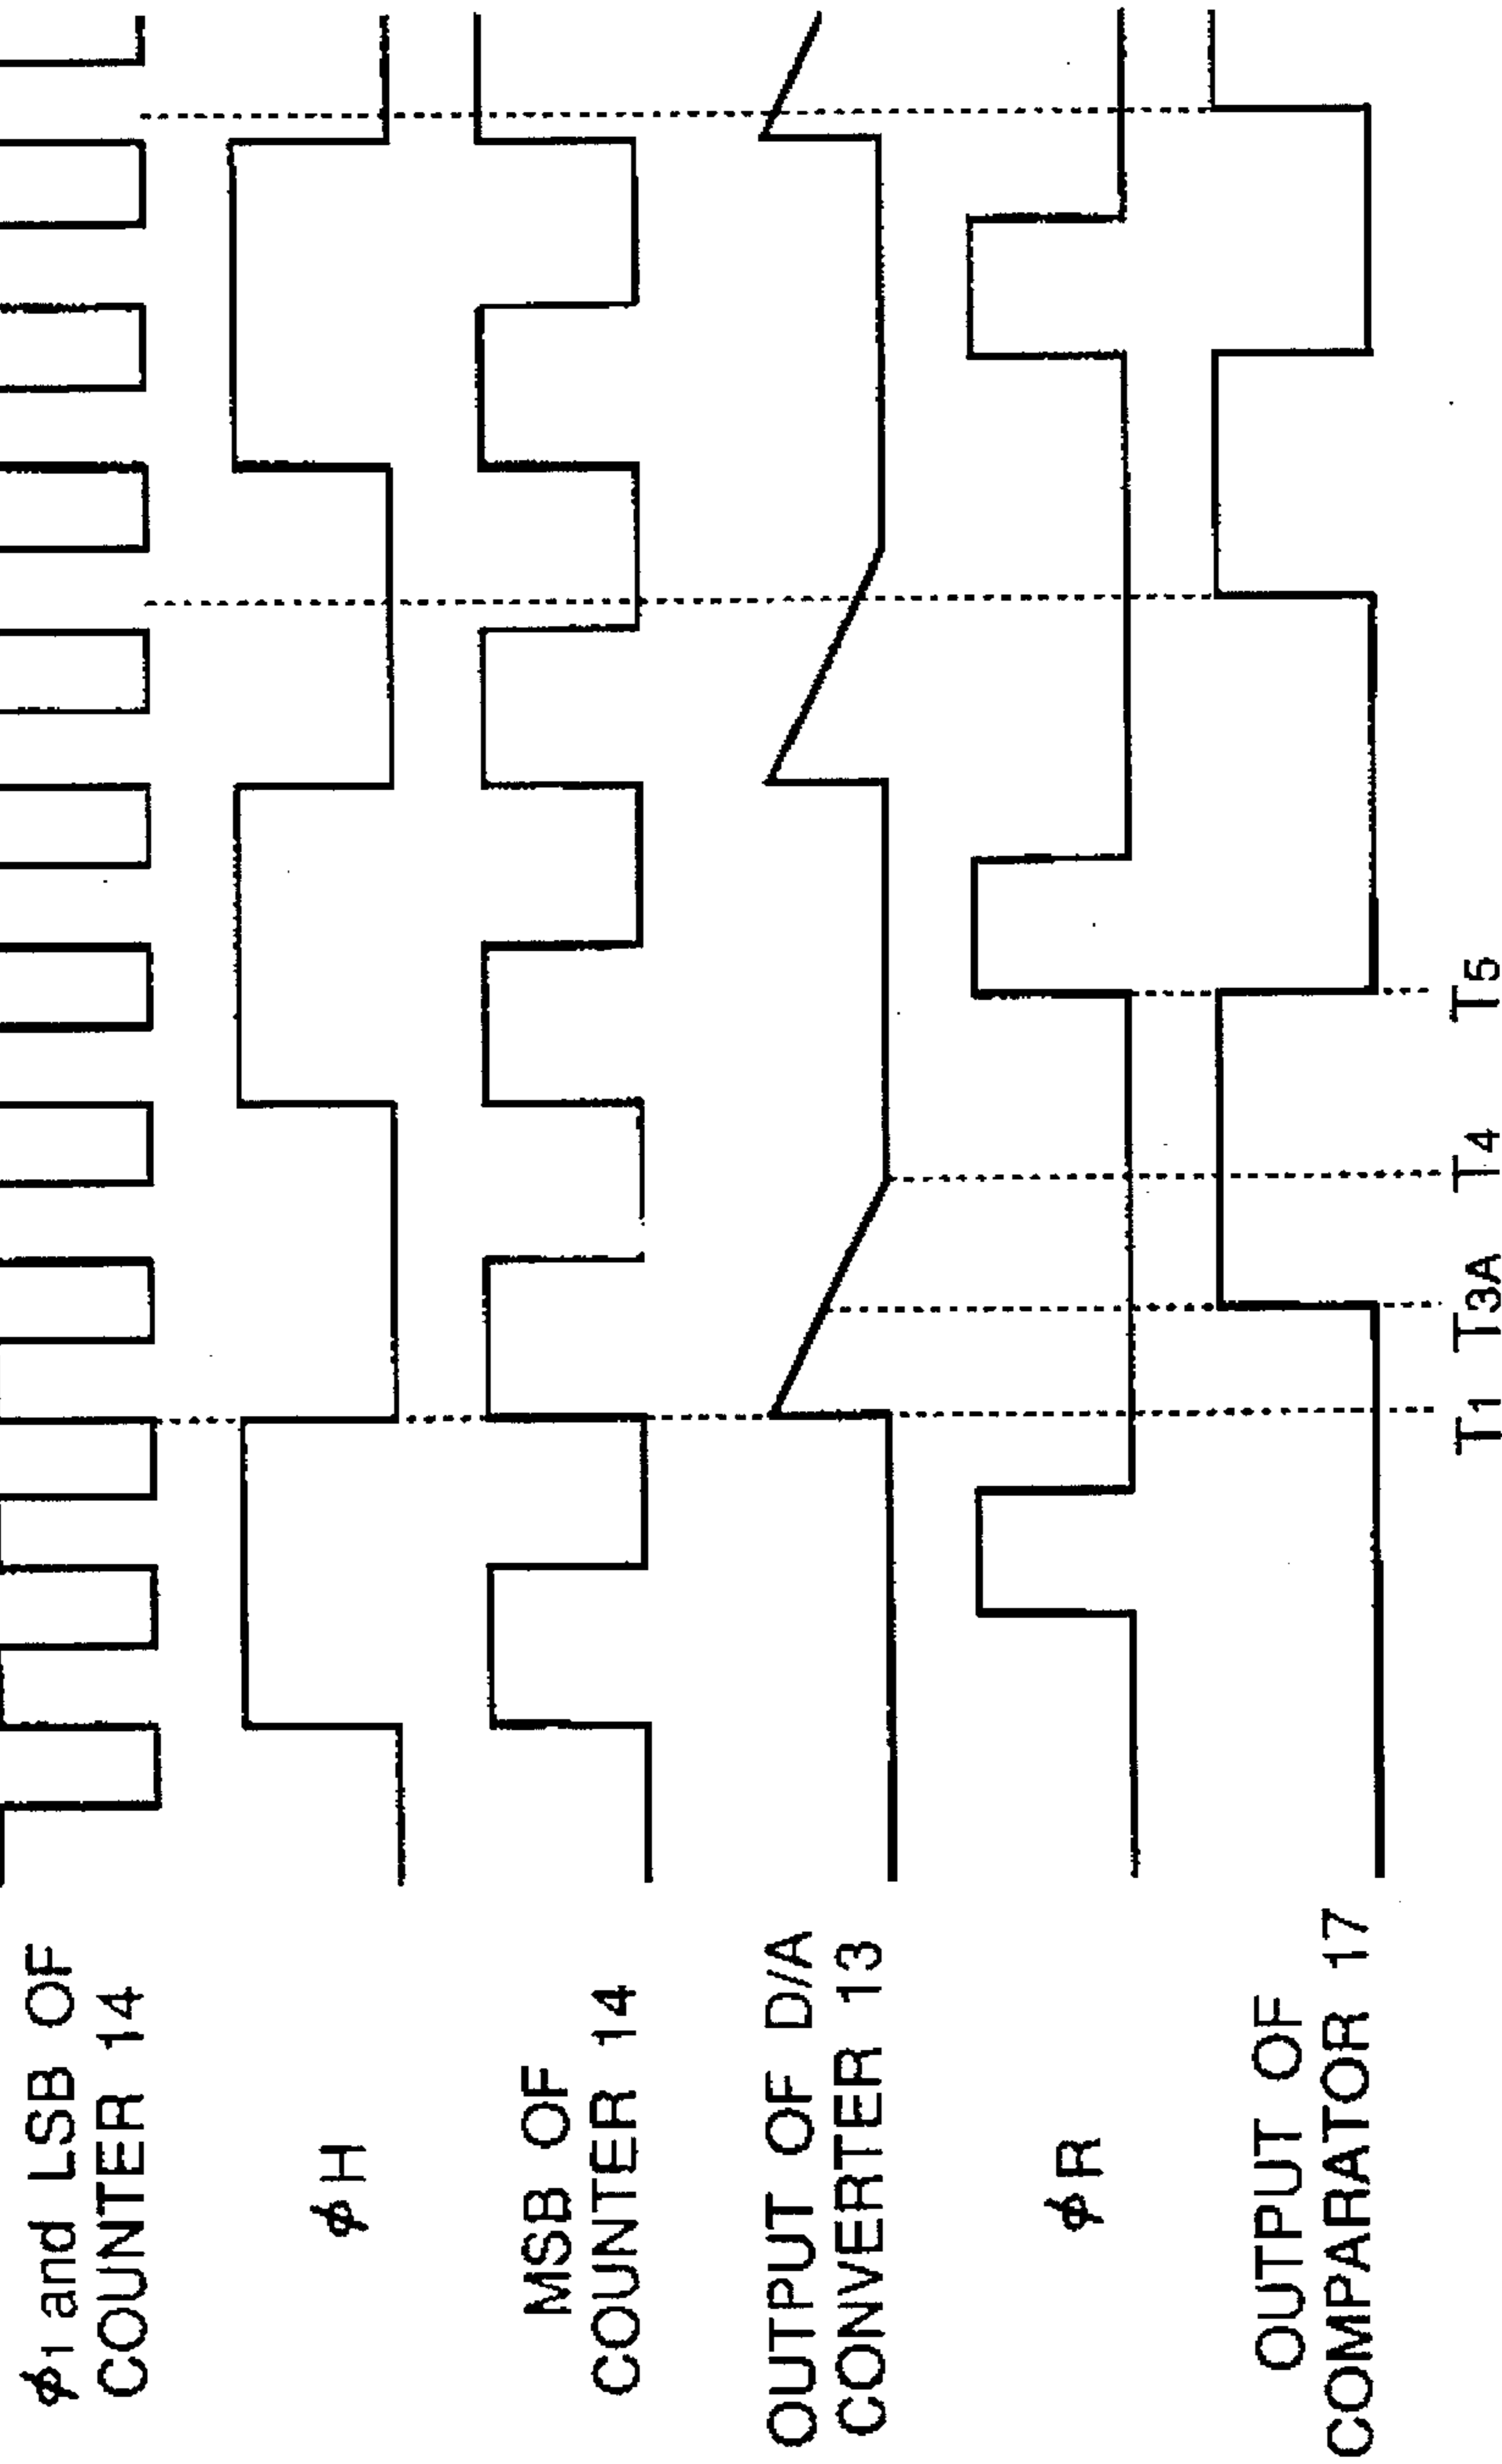 ϕ1 and LSB OF
COUNTER 14
ϕH
MSB OF
COUNTER 14
OUTPUT OF D/A
CONVERTER 13
ϕR
OUTPUT OF
COMPARATOR 17
T1 T3A T4 T5